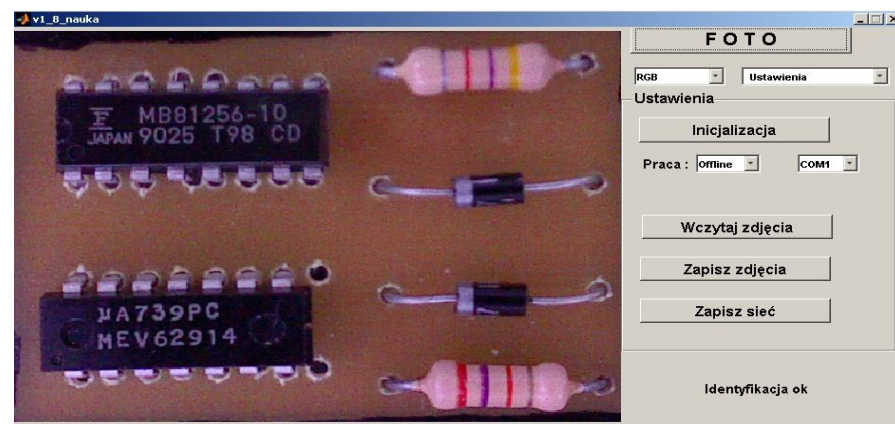 v1_8_nauka
MB81256-10
JAPAN 9025 T98 CD
µA739PC
MEV62914
FOTO
RGB
Ustawienia
Ustawienia
Inicjalizacja
Praca : Offline COM1
Wczytaj zdjęcia
Zapisz zdjęcia
Zapisz sieć
Identyfikacja ok